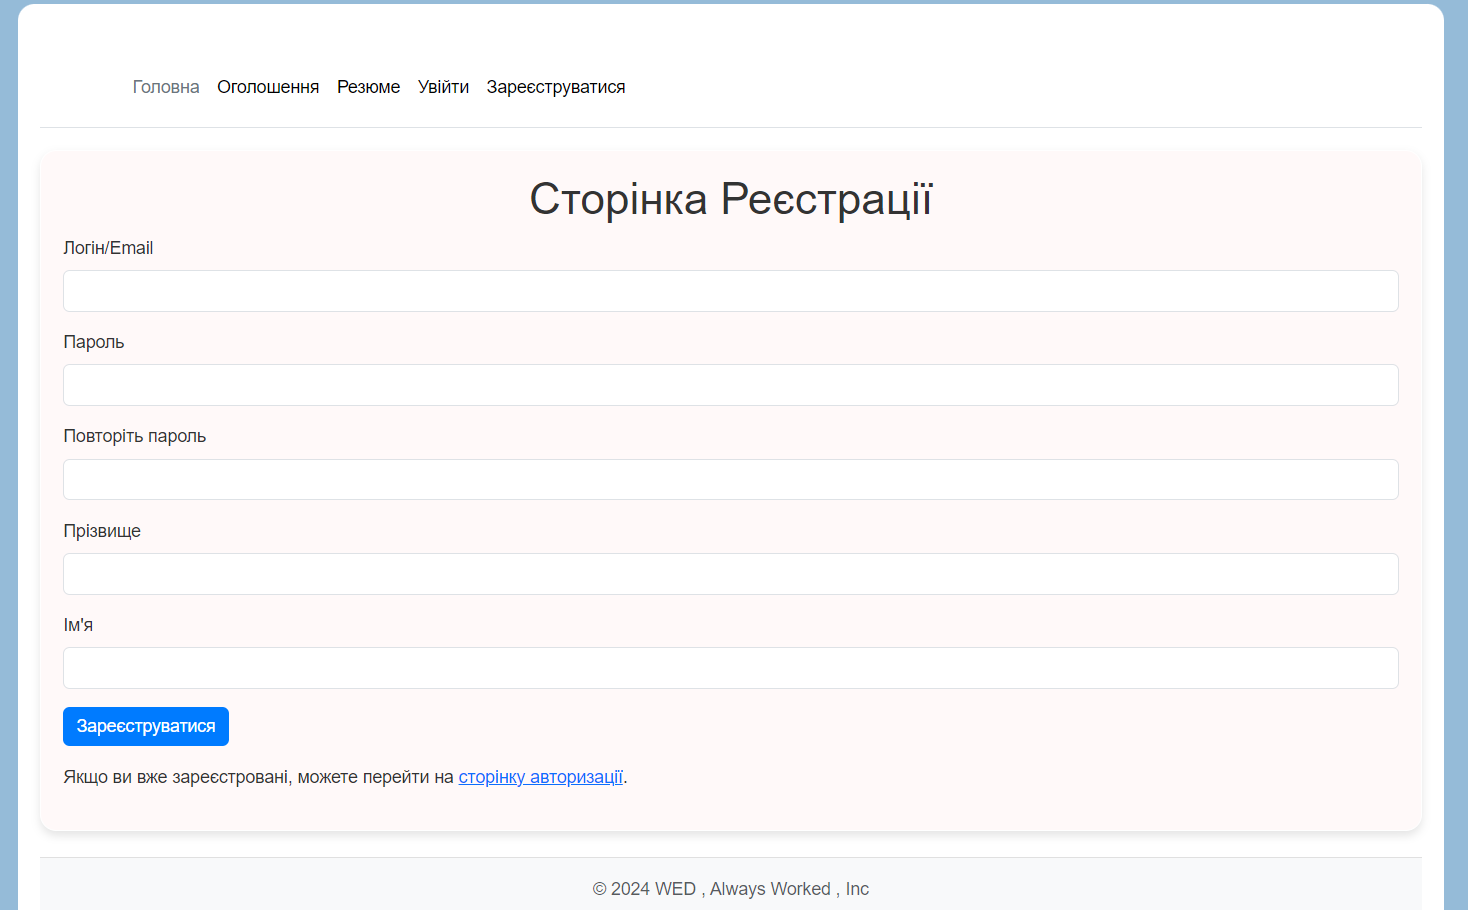 Головна Оголошення Резюме Увійти Зареєструватися
Сторінка Реєстрації
Логін/Email
Пароль
Повторіть пароль
Прізвище
Ім'я
Зареєструватися
Якщо ви вже зареєстровані, можете перейти на сторінку авторизації.
© 2024 WED , Always Worked , Inc